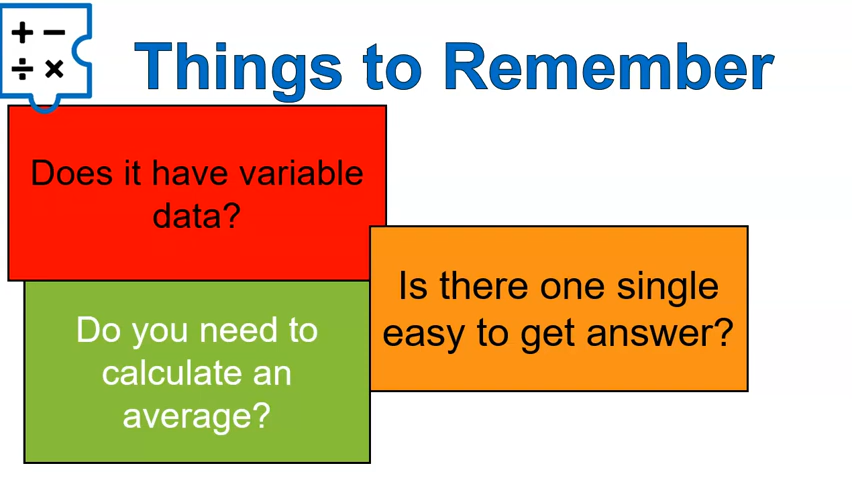 + −
÷ ×
Things to Remember
Does it have variable
data?
Is there one single
easy to get answer?
Do you need to
calculate an
average?